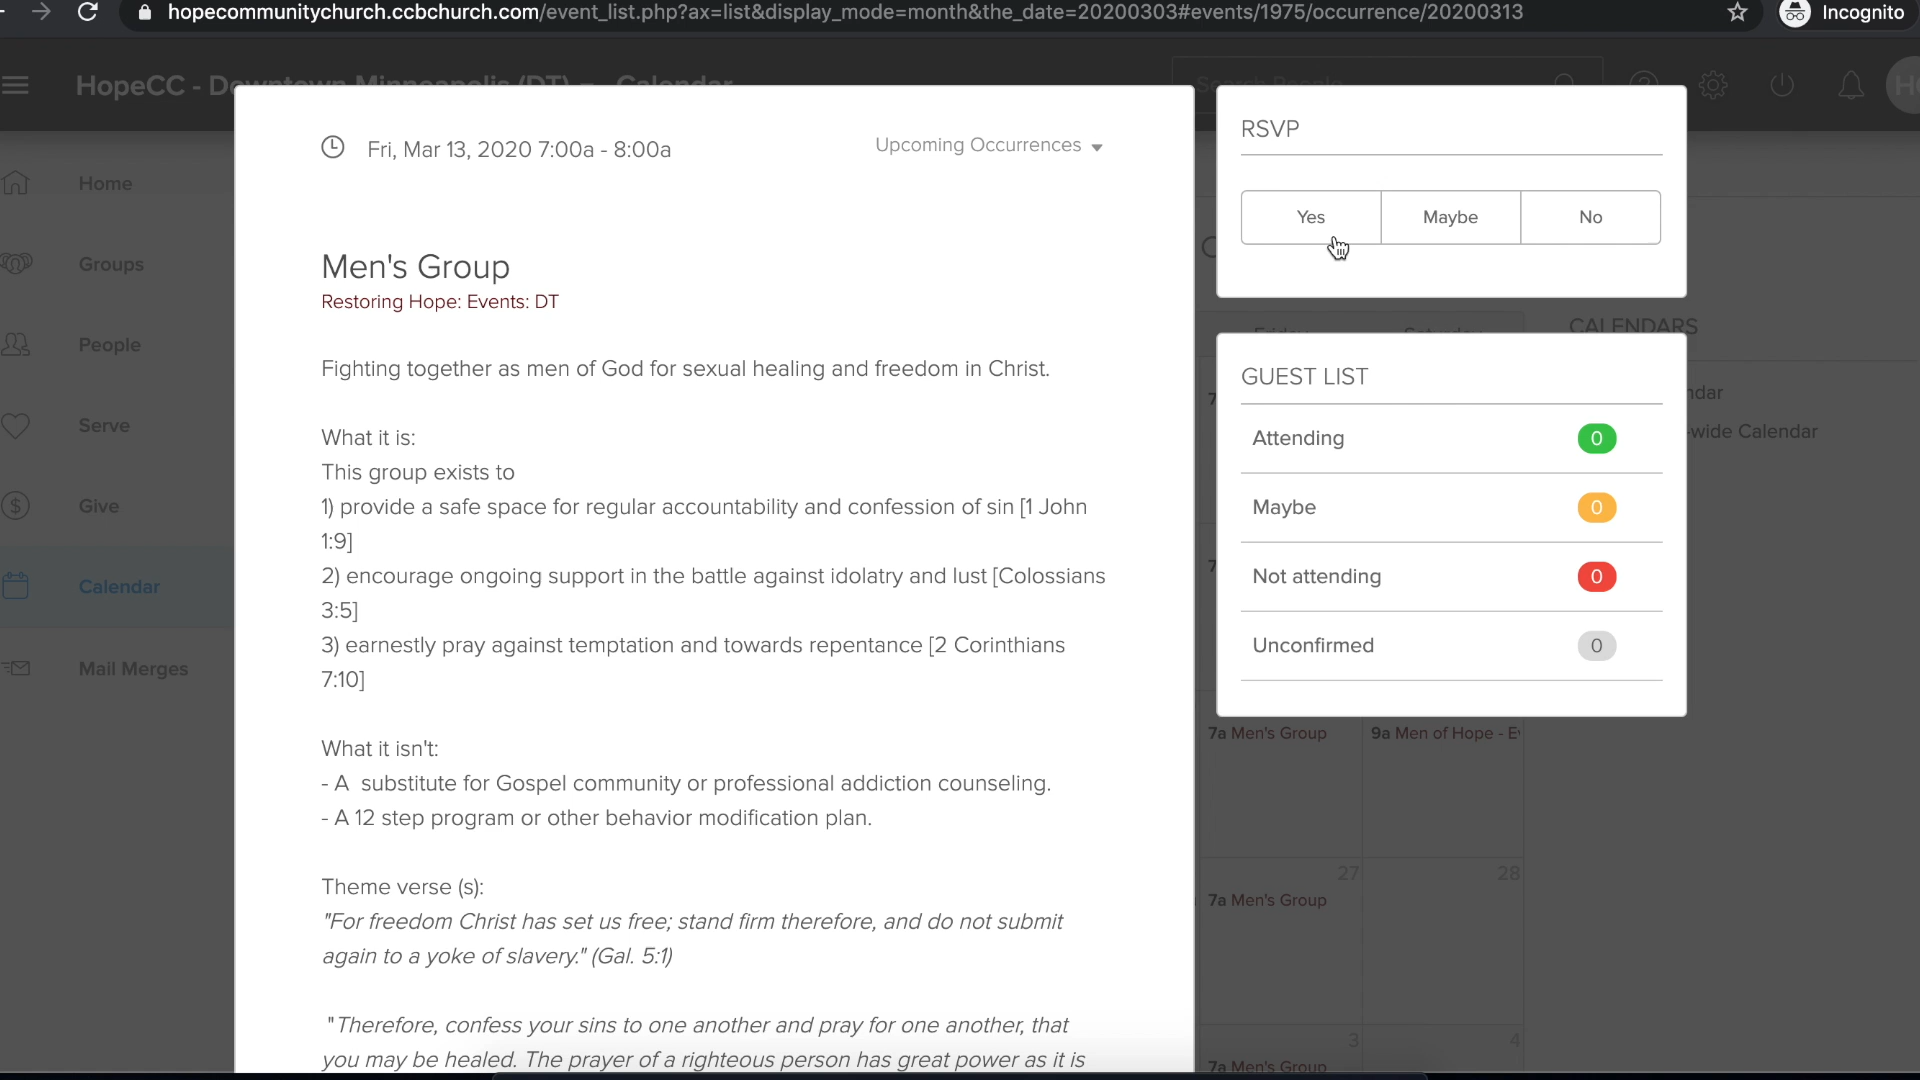 hopecommunitychurch.ccbchurch.com/event_list.php?ax=list&display_mode=month&the_date=20200303#events/1975/occurrence/20200313
Incognito
HopeCC - Downtown Minneapolis (DT) - Calendar
Search People
Home
Groups
People
Serve
Give
Calendar
Mail Merges
Fri, Mar 13, 2020 7:00a - 8:00a
Upcoming Occurrences
Men's Group
Restoring Hope: Events: DT
Fighting together as men of God for sexual healing and freedom in Christ.
What it is:
This group exists to
1) provide a safe space for regular accountability and confession of sin [1 John
1:9]
2) encourage ongoing support in the battle against idolatry and lust [Colossians
3:5]
3) earnestly pray against temptation and towards repentance [2 Corinthians
7:10]
What it isn't:
- A  substitute for Gospel community or professional addiction counseling.
- A 12 step program or other behavior modification plan.
Theme verse (s):
"For freedom Christ has set us free; stand firm therefore, and do not submit
again to a yoke of slavery." (Gal. 5:1)
"Therefore, confess your sins to one another and pray for one another, that
you may be healed. The prayer of a righteous person has great power as it is
RSVP
Yes Maybe No
Friday Saturday
CALENDARS
GUEST LIST
Attending 0
Maybe 0
Not attending 0
Unconfirmed 0
-wide Calendar
7a Men's Group
9a Men of Hope - E
27
28
7a Men's Group
3
4
7a Men's Group